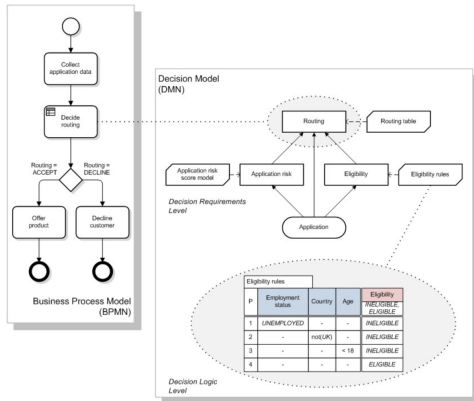 Collect
application data
Decide
routing
Routing =
ACCEPT
Routing =
DECLINE
Offer
product
Decline
customer
Business Process Model
(BPMN)
Decision Model
(DMN)
Routing
Routing table
Application risk
score model
Application risk
Eligibility
Eligibility rules
Decision Requirements
Level
Application
Eligibility rules
P
Employment
status
Country
Age
Eligibility
INELIGIBLE
ELIGIBLE
1 UNEMPLOYED - - INELIGIBLE
2 - not(UK) - INELIGIBLE
3 - - < 18 INELIGIBLE
4 - - - ELIGIBLE
Decision Logic
Level